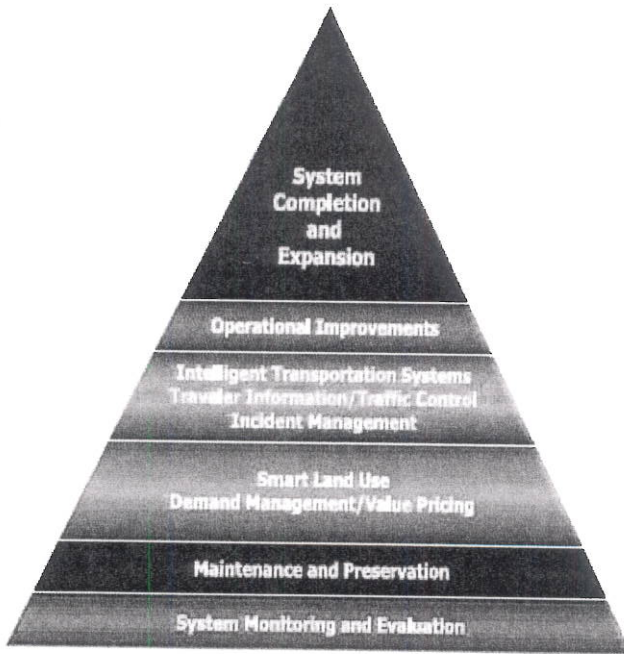 System
Completion
and
Expansion
Operational Improvements
Intelligent Transportation Systems
Traveler Information/Traffic Control
Incident Management
Smart Land Use
Demand Management/Value Pricing
Maintenance and Preservation
System Monitoring and Evaluation